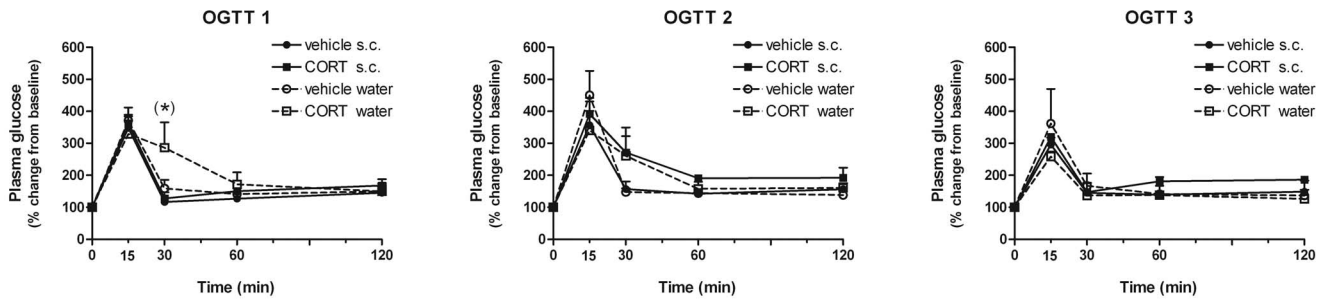 OGTT 1
Plasma glucose
(% change from baseline)
600
500
400
300
200
100
0
vehicle s.c.
CORT s.c.
vehicle water
CORT water
(*)
0
15
30
60
120
Time (min)
OGTT 2
Plasma glucose
(% change from baseline)
600
500
400
300
200
100
0
vehicle s.c.
CORT s.c.
vehicle water
CORT water
0
15
30
60
120
Time (min)
OGTT 3
Plasma glucose
(% change from baseline)
600
500
400
300
200
100
0
vehicle s.c.
CORT s.c.
vehicle water
CORT water
0
15
30
60
120
Time (min)